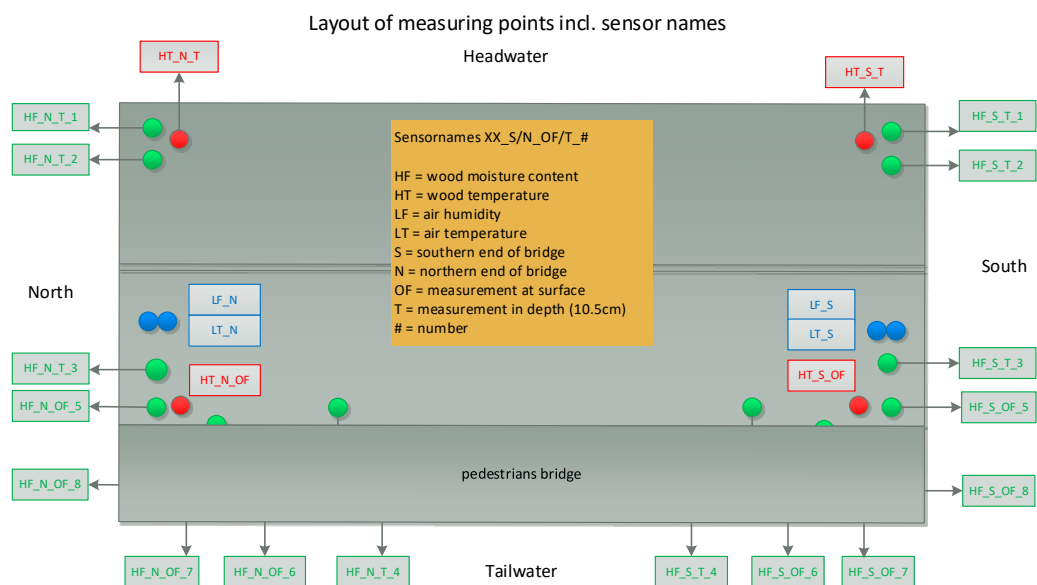 Layout of measuring points incl. sensor names
Headwater
HT_N_T
HT_S_T
HF_N_T_1
HF_S_T_1
HF_N_T_2
HF_S_T_2
Sensornames XX_S/N_OF/T_#
HF = wood moisture content
HT = wood temperature
LF = air humidity
LT = air temperature
S = southern end of bridge
N = northern end of bridge
OF = measurement at surface
T = measurement in depth (10.5cm)
# = number
North
South
LF_N
LT_N
LF_S
LT_S
HF_N_T_3
HT_N_OF
HT_S_OF
HF_S_T_3
HF_N_OF_5
HF_S_OF_5
pedestrians bridge
HF_N_OF_8
HF_S_OF_8
HF_N_OF_7
HF_N_OF_6
HF_N_T_4
Tailwater
HF_S_T_4
HF_S_OF_6
HF_S_OF_7